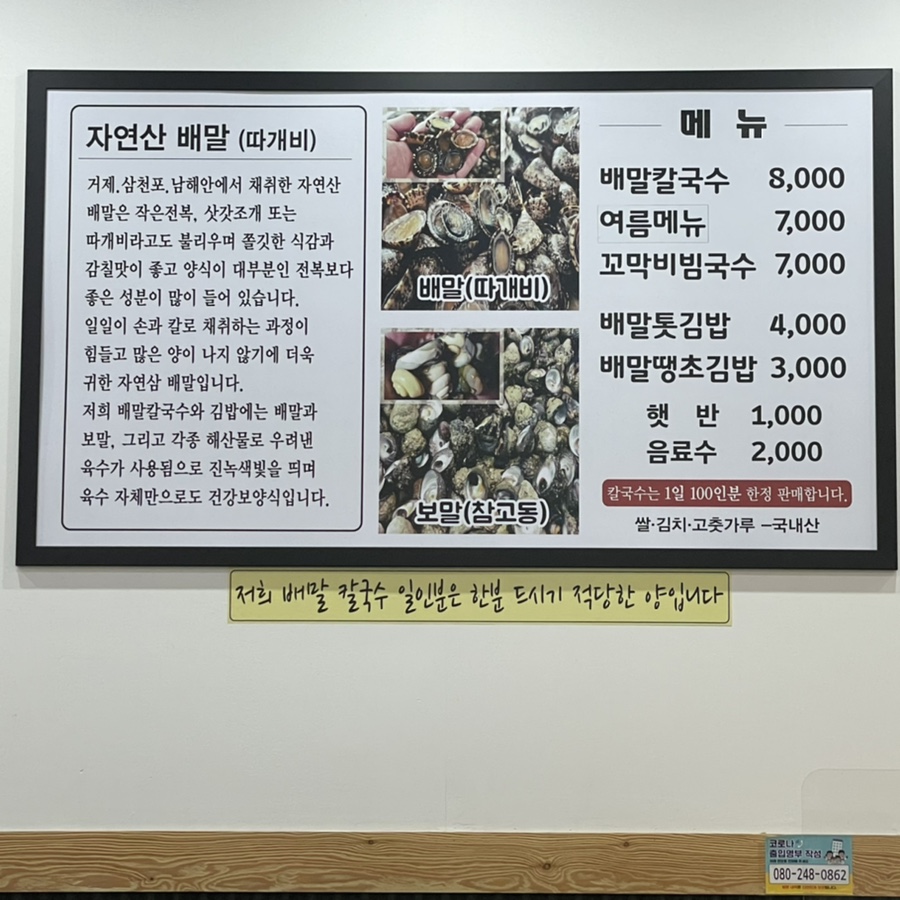 자연산 배말 (따개비)
거제.삼천포.남해안에서 채취한 자연산
배말은 작은전복, 삿갓조개 또는
따개비라고도 불리우며 쫄깃한 식감과
감칠맛이 좋고 양식이 대부분인 전복보다
좋은 성분이 많이 들어 있습니다.
일일이 손과 칼로 채취하는 과정이
힘들고 많은 양이 나지 않기에 더욱
귀한 자연삼 배말입니다.
저희 배말칼국수와 김밥에는 배말과
보말, 그리고 각종 해산물로 우려낸
육수가 사용됨으로 진녹색빛을 띄며
육수 자체만으로도 건강보양식입니다.
배말(따개비)
보말(참고동)
메 뉴
배말칼국수 8,000
여름메뉴 7,000
꼬막비빔국수 7,000
배말톳김밥 4,000
배말땡초김밥 3,000
햇 반 1,000
음료수 2,000
칼국수는 1일 100인분 한정 판매합니다.
쌀·김치·고춧가루 –국내산
저희 배말 칼국수 일인분은 한분 드시기 적당한 양입니다
코로나
출입명부 작성
080-248-0862